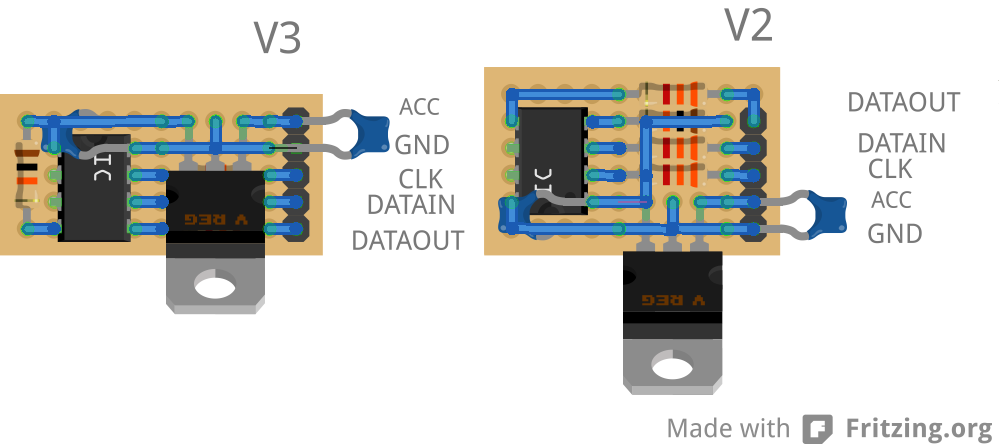 V3
ACC
GND
CLK
DATAIN
DATAOUT
IC
V REG
V2
DATAOUT
DATAIN
CLK
ACC
GND
IC
V REG
Made with Fritzing.org